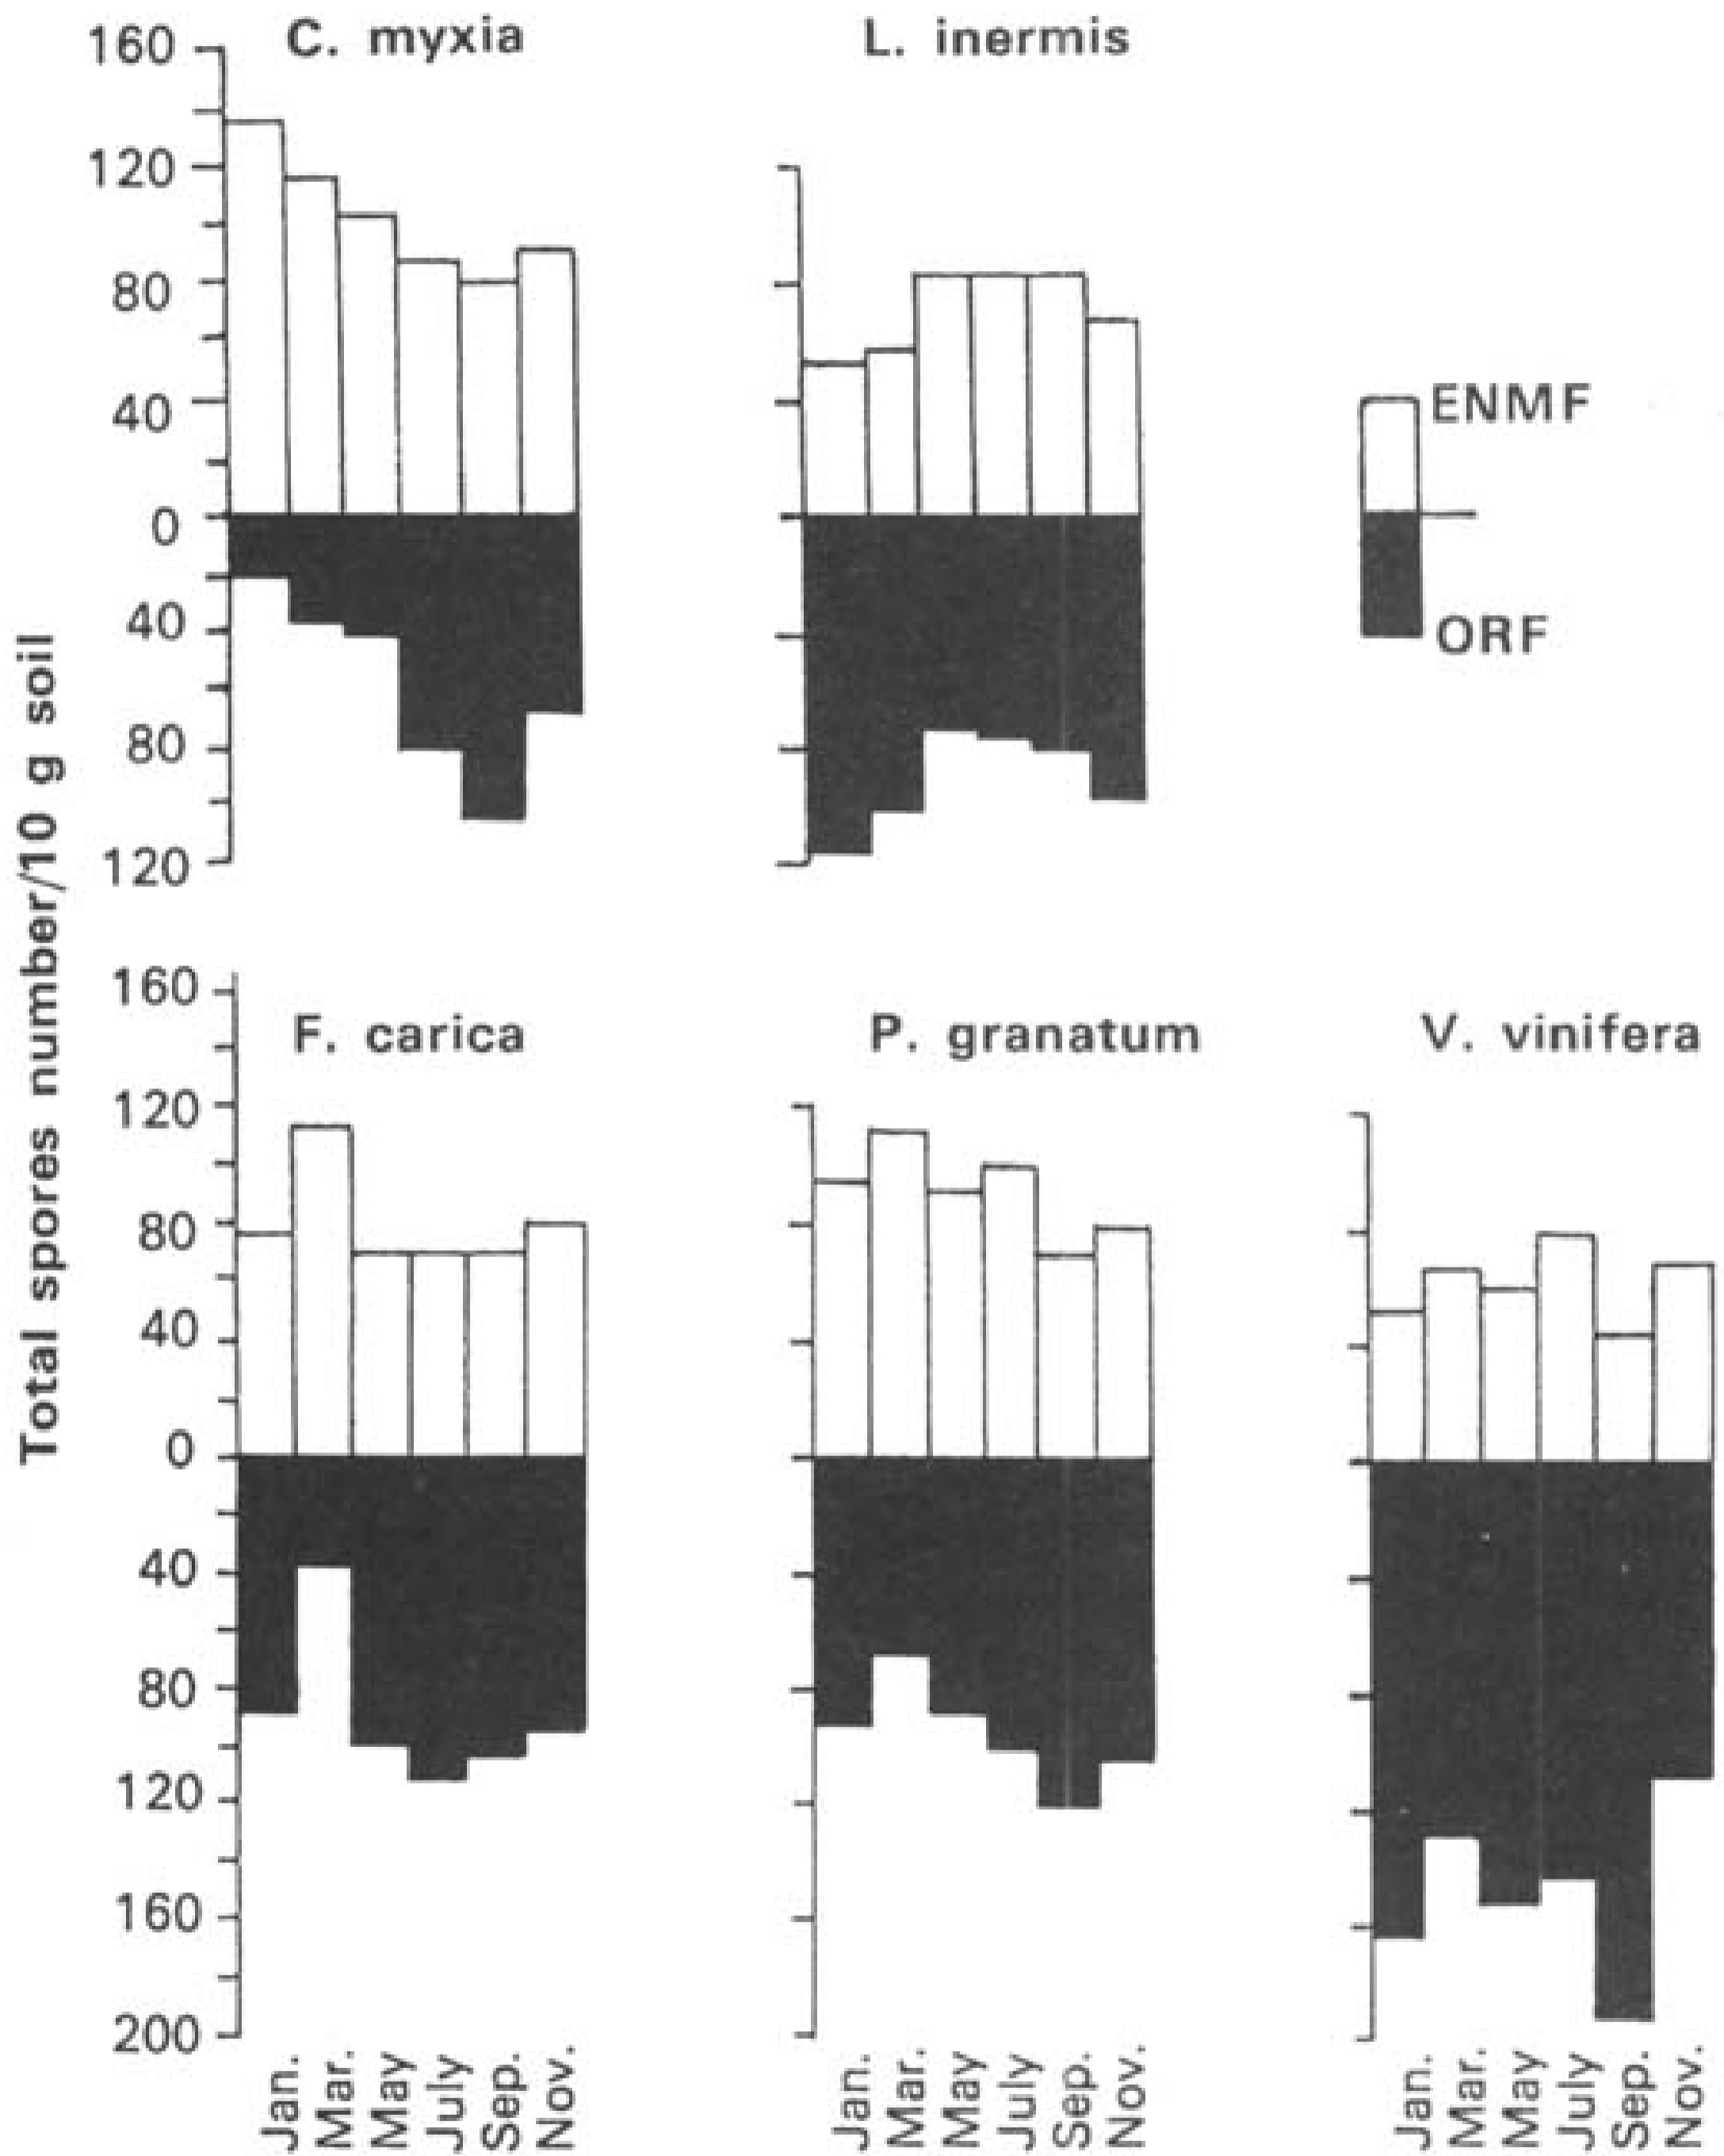 C. myxia
L. inermis
160
120
80
40
0
40
80
120
ENMF
ORF
Total spores number/10 g soil
F. carica
P. granatum
V. vinifera
160
120
80
40
0
40
80
120
160
200
Jan. Mar. May July Sep. Nov.
Jan. Mar. May July Sep. Nov.
Jan. Mar. May July Sep. Nov.